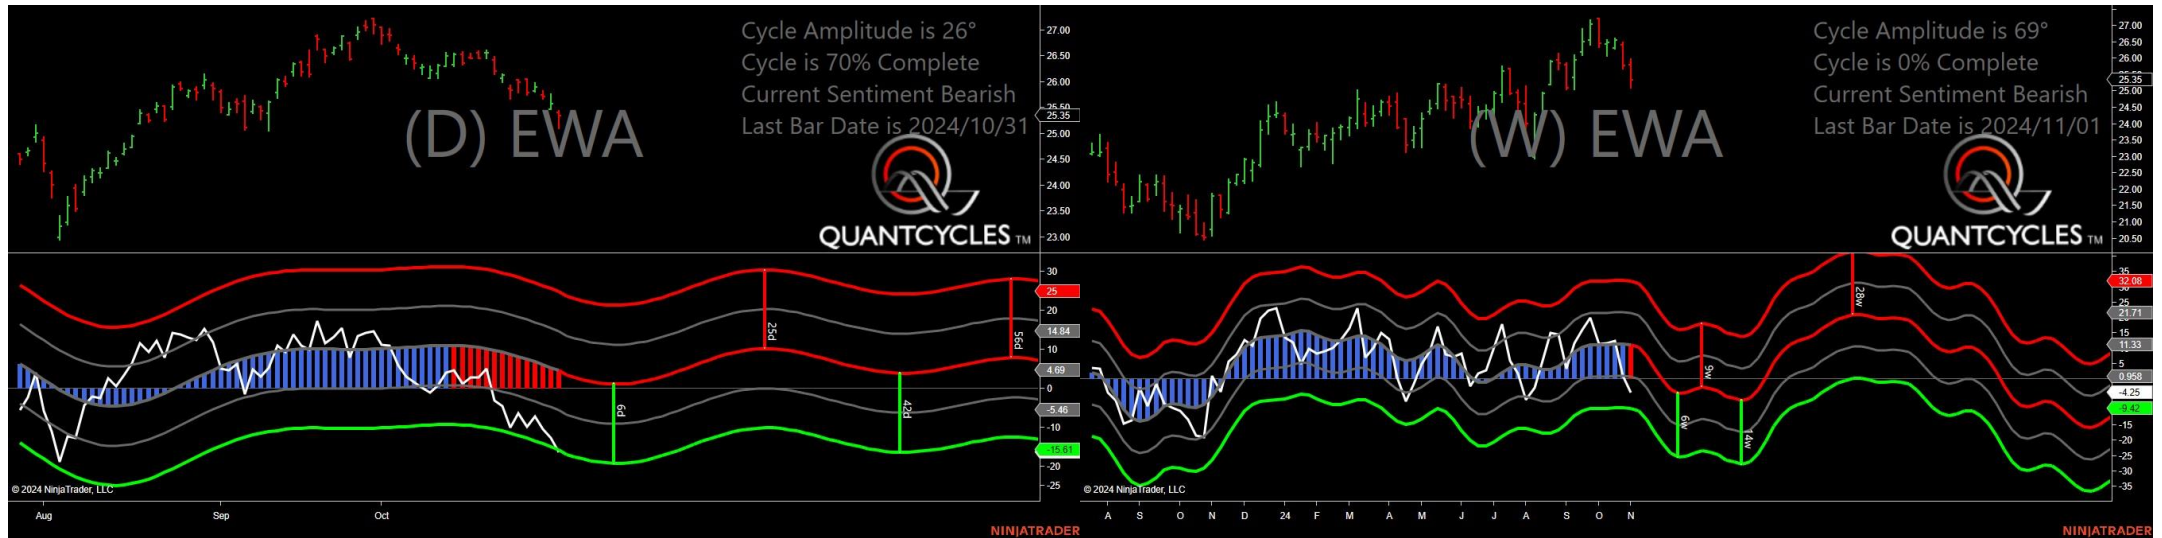 Cycle Amplitude is 26°
Cycle is 70% Complete
Current Sentiment Bearish
Last Bar Date is 2024/10/31
(D) EWA
QUANTCYCLES TM
27.00
26.50
26.00
25.50
25.35
25.00
24.50
24.00
23.50
23.00
30
25
20
14.84
10
4.69
0
-5.46
-10
-15.61
-20
-25
6d
25d
42d
56d
© 2024 NinjaTrader, LLC
Aug Sep Oct
NINJATRADER
Cycle Amplitude is 69°
Cycle is 0% Complete
Current Sentiment Bearish
Last Bar Date is 2024/11/01
(W) EWA
QUANTCYCLES TM
27.00
26.50
26.00
25.35
25.00
24.50
24.00
23.50
23.00
22.50
22.00
21.50
21.00
20.50
35
32.08
30
25
21.71
15
11.33
5
0.958
-4.25
-9.42
-15
-20
-25
-30
-35
6w
9w
14w
28w
© 2024 NinjaTrader, LLC
A S O N D 24 F M A M J J A S O N
NINJATRADER